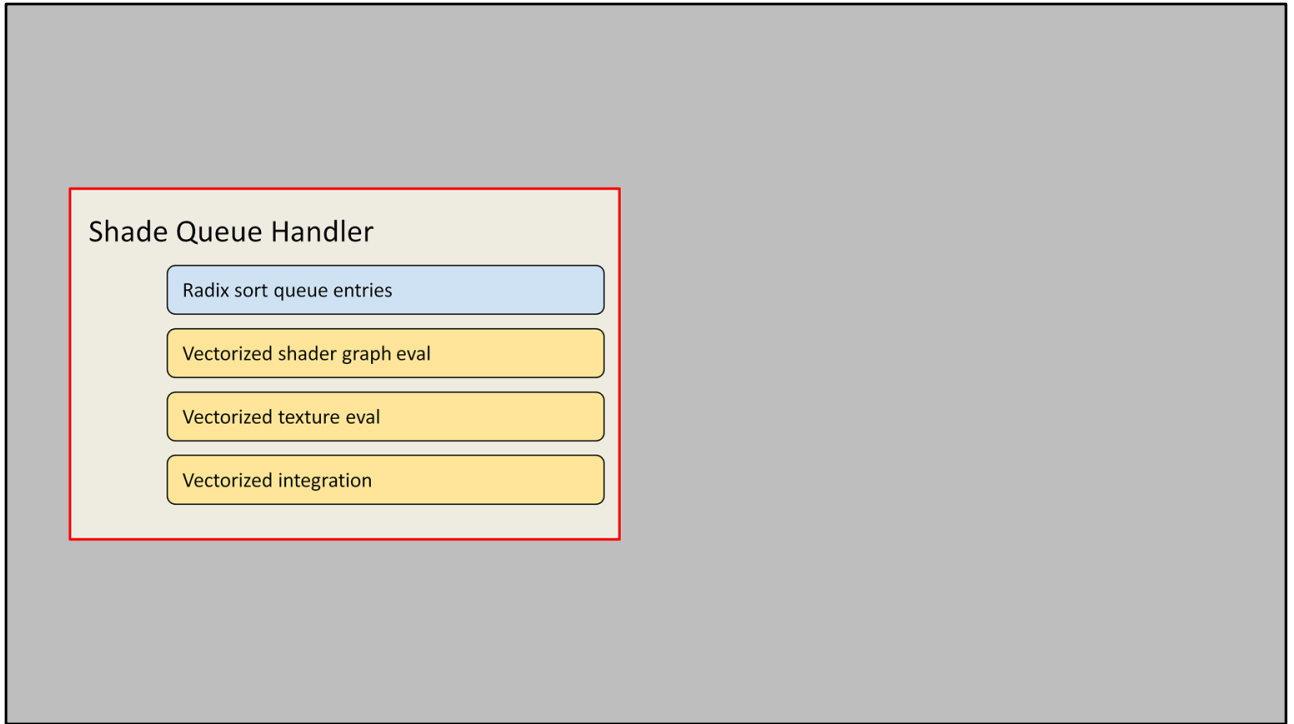 Shade Queue Handler
Radix sort queue entries
Vectorized shader graph eval
Vectorized texture eval
Vectorized integration